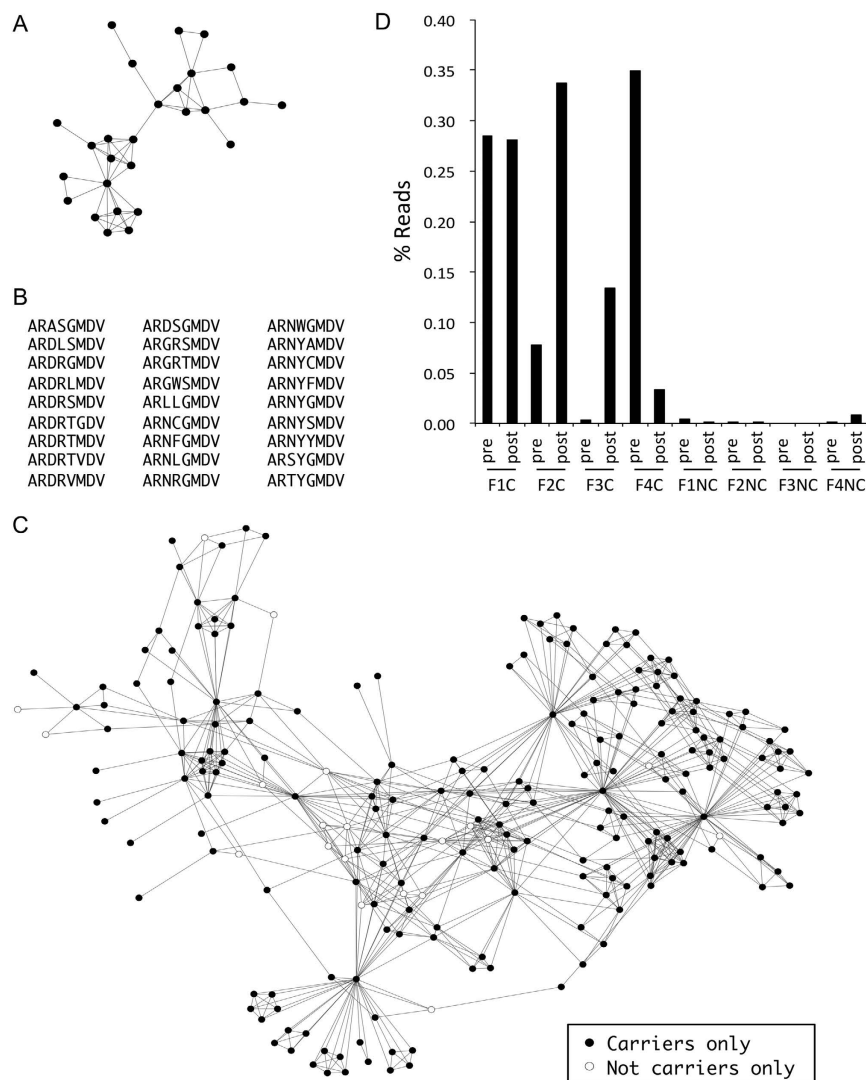 A
B
ARASGMDV ARDSGMDV ARNWGMDV
ARDLSMDV ARGRSMDV ARNYAMDV
ARDRGMDV ARGRTMDV ARNYCMDV
ARDRLMDV ARGWSMDV ARNYFMDV
ARDRSMDV ARLLGMDV ARNYGMDV
ARDRTGDV ARNCGMDV ARNYSMDV
ARDRTMDV ARNFGMDV ARNYYMDV
ARDRTVDV ARNLGMDV ARSYGMDV
ARDRVMDV ARNRGMDV ARTYGMDV
D
% Reads
0.40
0.35
0.30
0.25
0.20
0.15
0.10
0.05
0.00
pre post pre post pre post pre post pre post pre post pre post pre post
F1C F2C F3C F4C F1NC F2NC F3NC F4NC
C
Carriers only
Not carriers only